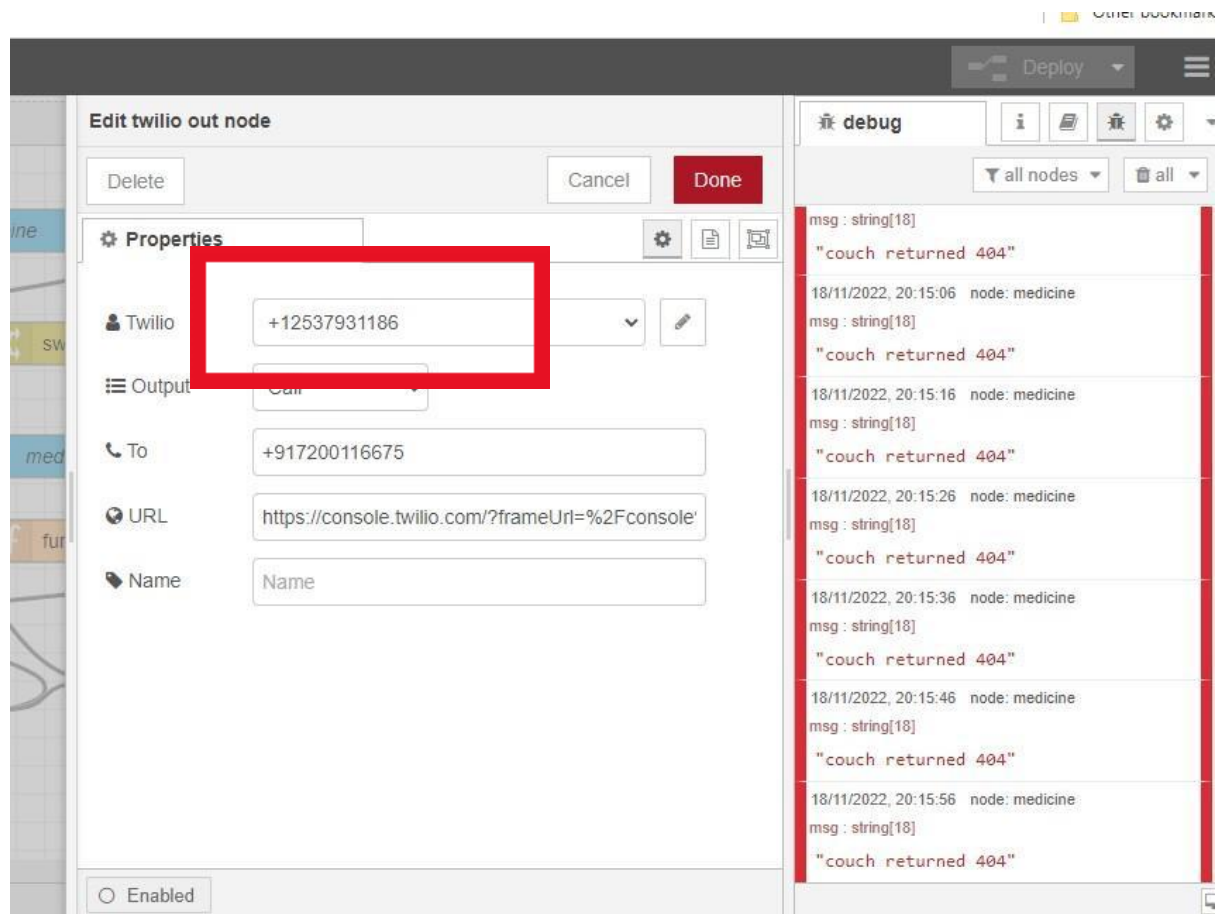 Other bookmark
Deploy
Edit twilio out node
Delete
Cancel
Done
Properties
Twilio
+12537931186
Output
Call
To
+917200116675
URL
https://console.twilio.com/?frameUrl=%2Fconsole
Name
Name
Enabled
ine
sw
med
fur
debug
i
all nodes
all
msg : string[18]
"couch returned 404"
18/11/2022, 20:15:06 node: medicine
msg : string[18]
"couch returned 404"
18/11/2022, 20:15:16 node: medicine
msg : string[18]
"couch returned 404"
18/11/2022, 20:15:26 node: medicine
msg : string[18]
"couch returned 404"
18/11/2022, 20:15:36 node: medicine
msg : string[18]
"couch returned 404"
18/11/2022, 20:15:46 node: medicine
msg : string[18]
"couch returned 404"
18/11/2022, 20:15:56 node: medicine
msg : string[18]
"couch returned 404"